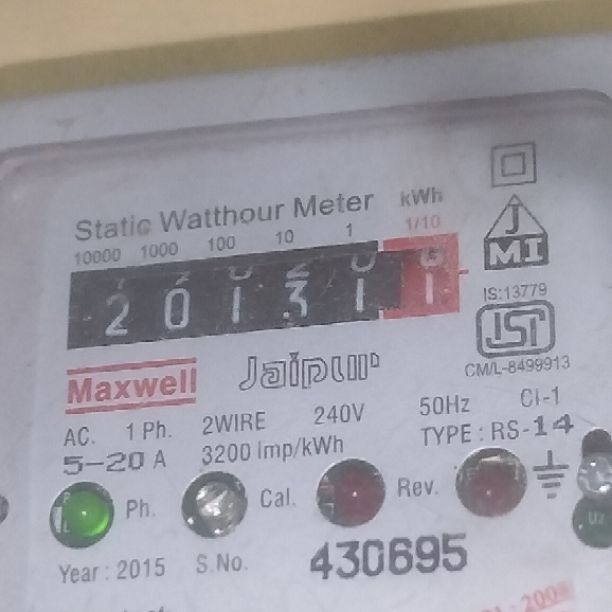 Static Watthour Meter kWh
10000 1000 100 10 1 1/10
2 0 1 3 1 1
J
MI
IS:13779
ISI
CM/L-8499913
Maxwell Jaipur
AC. 1 Ph. 2WIRE 240V 50Hz Cl-1
5-20 A 3200 Imp/kWh TYPE : RS-14
Ph. Cal. Rev.
Year : 2015 S.No. 430695